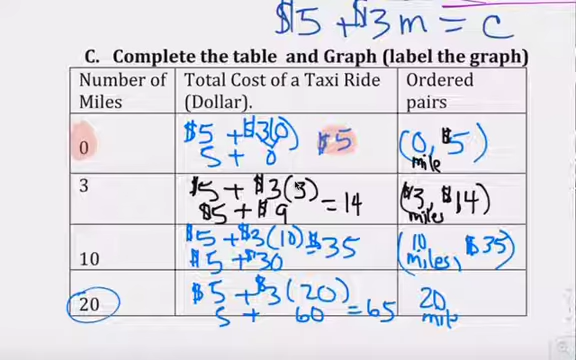 $5 + $3m = c
C. Complete the table and Graph (label the graph)
Number of Miles
Total Cost of a Taxi Ride (Dollar).
Ordered pairs
0
$5 + $3(0)
5 + 0
$5
(0, $5)
mile
3
$5 + $3(3)
$5 + $9 = 14
($3, $14)
miles
10
$5 + $3(10) = $35
$5 + $30
(10 miles, $35)
20
$5 + $3(20)
5 + 60 = 65
20
mile